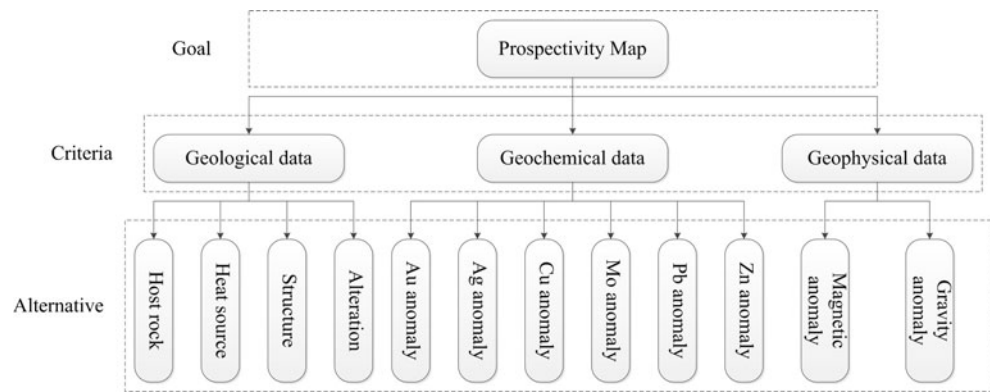 Goal
Prospectivity Map
Criteria
Geological data
Geochemical data
Geophysical data
Alternative
Host rock
Heat source
Structure
Alteration
Au anomaly
Ag anomaly
Cu anomaly
Mo anomaly
Pb anomaly
Zn anomaly
Magnetic
anomaly
Gravity
anomaly